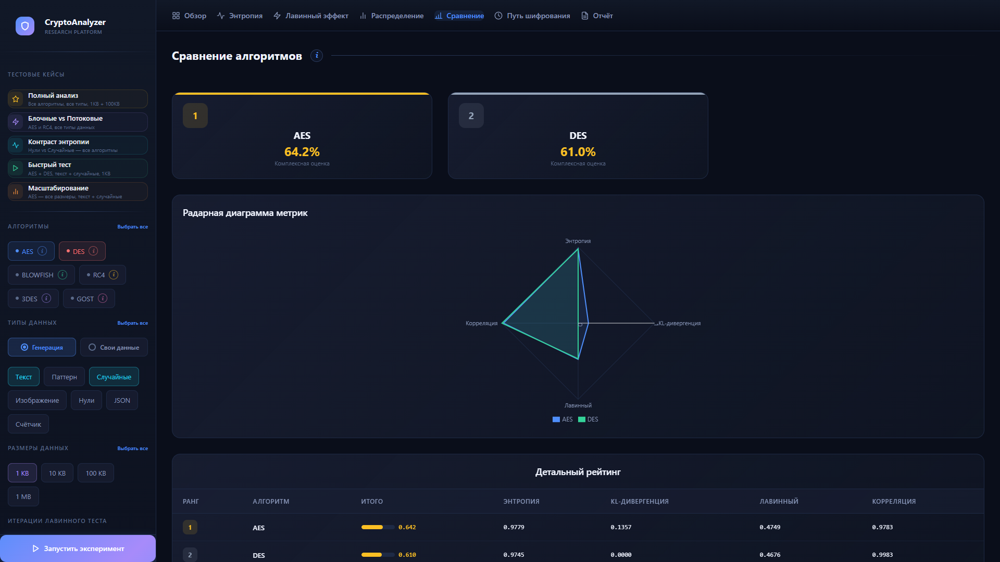 CryptoAnalyzer
RESEARCH PLATFORM
ТЕСТОВЫЕ КЕЙСЫ
Полный анализ
Все алгоритмы, все типы, 1KB + 100KB
Блочные vs Потоковые
AES и RC4, все типы данных
Контраст энтропии
Нули vs Случайные — все алгоритмы
Быстрый тест
AES + DES, текст + случайные, 1KB
Масштабирование
AES — все размеры, текст + случайные
АЛГОРИТМЫ Выбрать все
AES i DES i
BLOWFISH i RC4 i
3DES i GOST i
ТИПЫ ДАННЫХ Выбрать все
Генерация Свои данные
Текст Паттерн Случайные
Изображение Нули JSON
Счётчик
РАЗМЕРЫ ДАННЫХ Выбрать все
1 KB 10 KB 100 KB
1 MB
ИТЕРАЦИИ ЛАВИННОГО ТЕСТА
Запустить эксперимент
Обзор Энтропия Лавинный эффект Распределение Сравнение Путь шифрования Отчёт
Сравнение алгоритмов i
1
AES
64.2%
Комплексная оценка
2
DES
61.0%
Комплексная оценка
Радарная диаграмма метрик
Энтропия
Корреляция 0 1 KL-дивергенция
Лавинный
AES DES
Детальный рейтинг
РАНГ АЛГОРИТМ ИТОГО ЭНТРОПИЯ KL-ДИВЕРГЕНЦИЯ ЛАВИННЫЙ КОРРЕЛЯЦИЯ
1 AES 0.642 0.9779 0.1357 0.4749 0.9783
2 DES 0.610 0.9745 0.0000 0.4676 0.9983